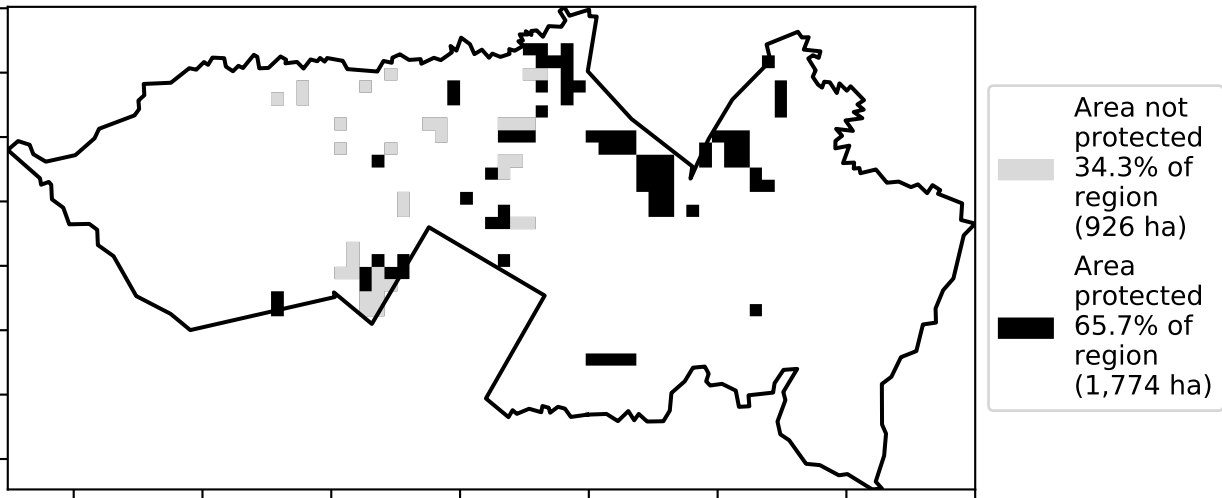 Area not
protected
34.3% of
region
(926 ha)
Area
protected
65.7% of
region
(1,774 ha)